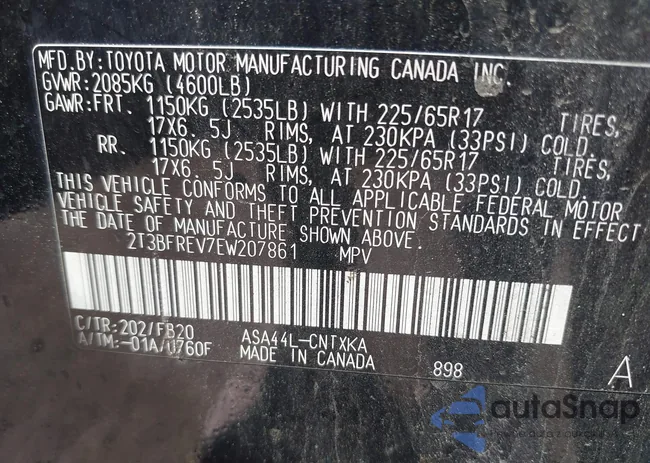 MFD.BY:TOYOTA MOTOR MANUFACTURING CANADA INC.
GVWR:2085KG (4600LB)
GAWR:FRT. 1150KG (2535LB) WITH 225/65R17 TIRES,
17X6. 5J RIMS, AT 230KPA (33PSI) COLD
RR. 1150KG (2535LB) WITH 225/65R17 TIRES,
17X6. 5J RIMS, AT 230KPA (33PSI) COLD
THIS VEHICLE CONFORMS TO ALL APPLICABLE FEDERAL MOTOR
VEHICLE SAFETY AND THEFT PREVENTION STANDARDS IN EFFECT ON
THE DATE OF MANUFACTURE SHOWN ABOVE.
2T3BFREV7EW207861 MPV
C/TR:202/FB20 ASA44L-CNTXKA
A/TM:-01A/U760F MADE IN CANADA
898 A
autoSnap